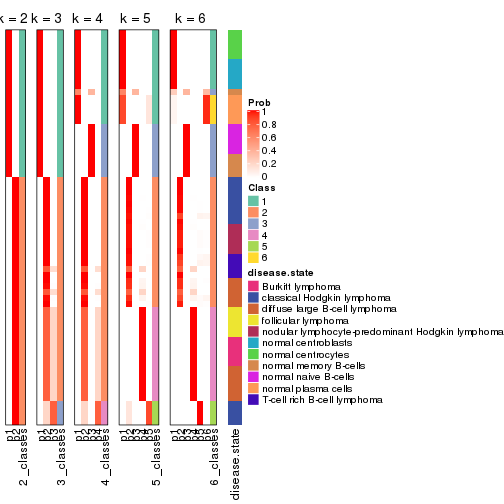 k = 2 k = 3 k = 4 k = 5 k = 6
Prob
1
0.8
0.6
0.4
0.2
0
Class
1
2
3
4
5
6
disease.state
Burkitt lymphoma
classical Hodgkin lymphoma
diffuse large B-cell lymphoma
follicular lymphoma
nodular lymphocyte-predominant Hodgkin lymphoma
normal centroblasts
normal centrocytes
normal memory B-cells
normal naive B-cells
normal plasma cells
T-cell rich B-cell lymphoma
p1 p2 2_classes p1 p2 p3 3_classes p1 p2 p3 p4 4_classes p1 p2 p3 p4 p5 5_classes p1 p2 p3 p4 p5 p6 6_classes disease.state